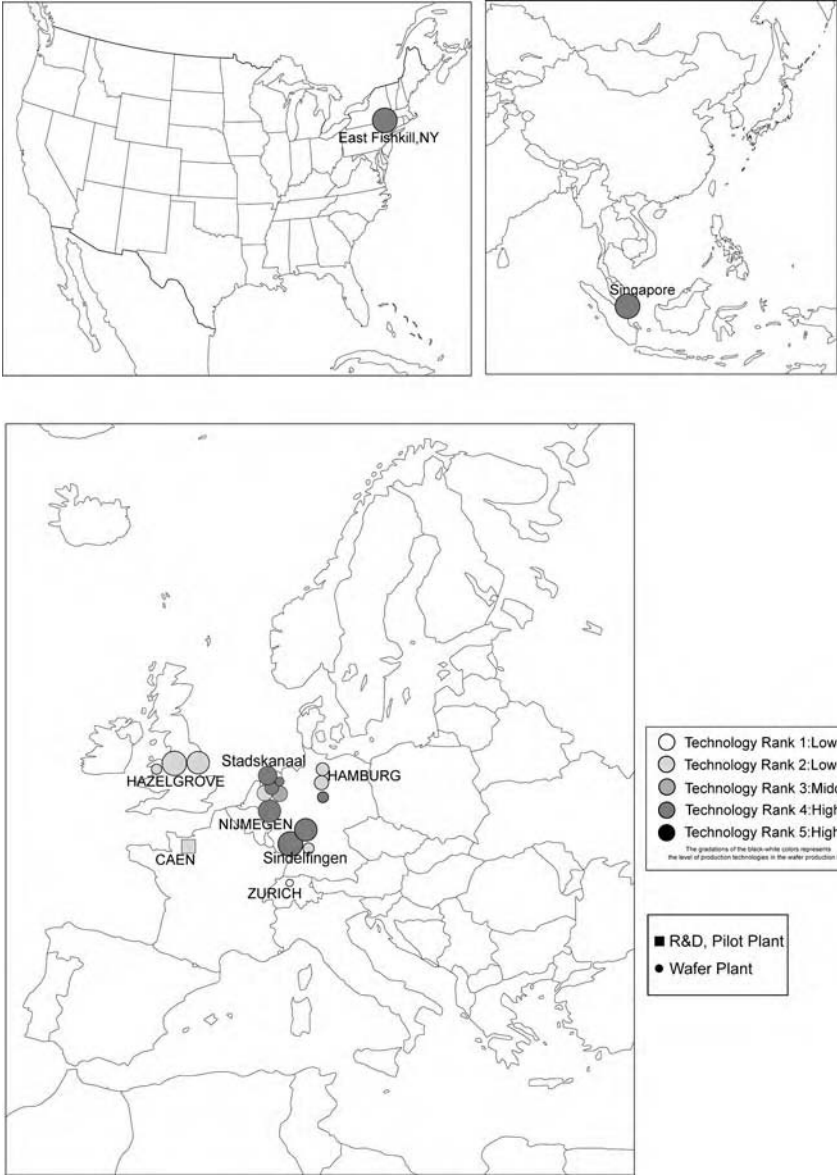 East Fishkill,NY
Singapore
Stadskanaal
HAZELGROVE
HAMBURG
NIJMEGEN
CAEN
Sindelfingen
ZURICH
Technology Rank 1:Low
Technology Rank 2:Low
Technology Rank 3:Midd
Technology Rank 4:High
Technology Rank 5:High
The gradations of the black-white colors represents
the level of production technologies in the wafer production
R&D, Pilot Plant
Wafer Plant